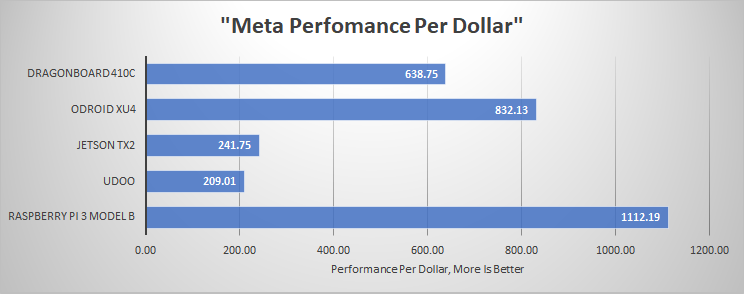 "Meta Perfomance Per Dollar"
DRAGONBOARD 410C
638.75
ODROID XU4
832.13
JETSON TX2
241.75
UDOO
209.01
RASPBERRY PI 3 MODEL B
1112.19
0.00 200.00 400.00 600.00 800.00 1000.00 1200.00
Performance Per Dollar, More Is Better